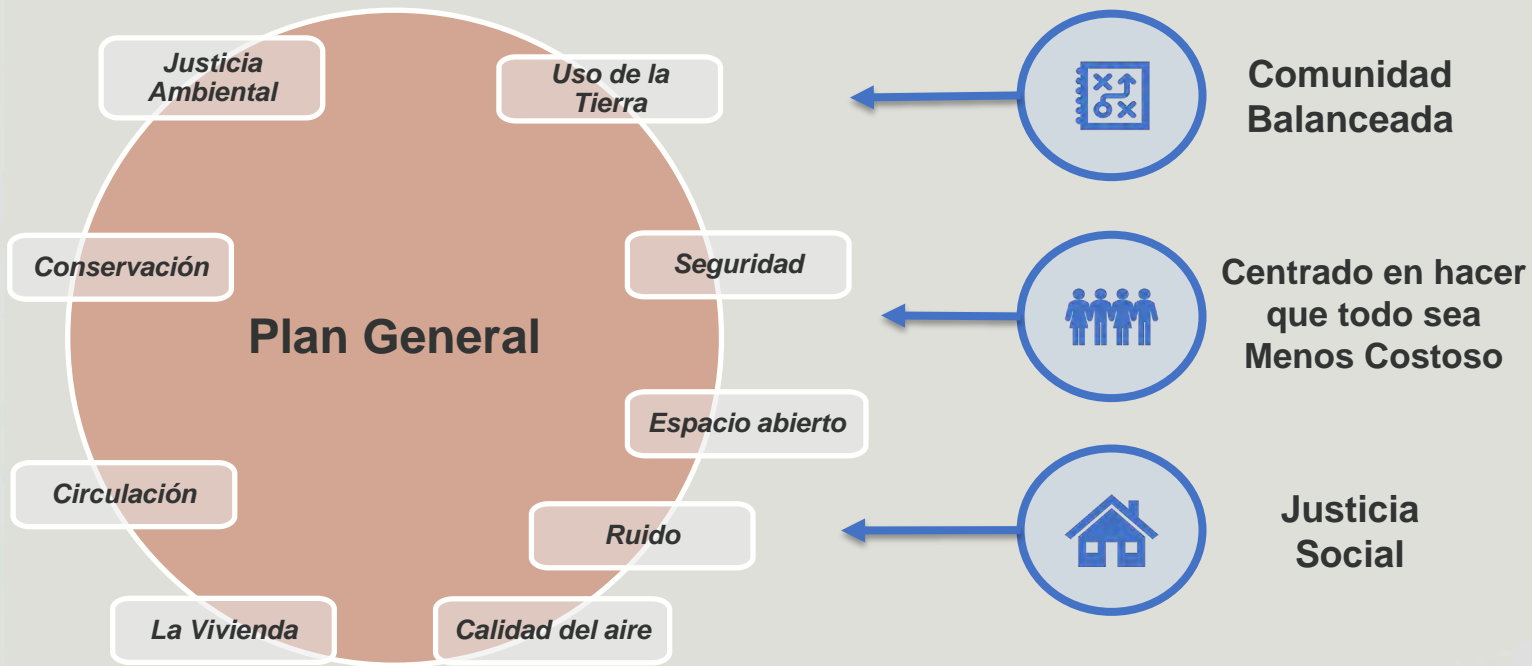 Justicia
Ambiental
Uso de la
Tierra
Conservación
Seguridad
Plan General
Espacio abierto
Circulación
Ruido
La Vivienda
Calidad del aire
Comunidad
Balanceada
Centrado en hacer
que todo sea
Menos Costoso
Justicia
Social